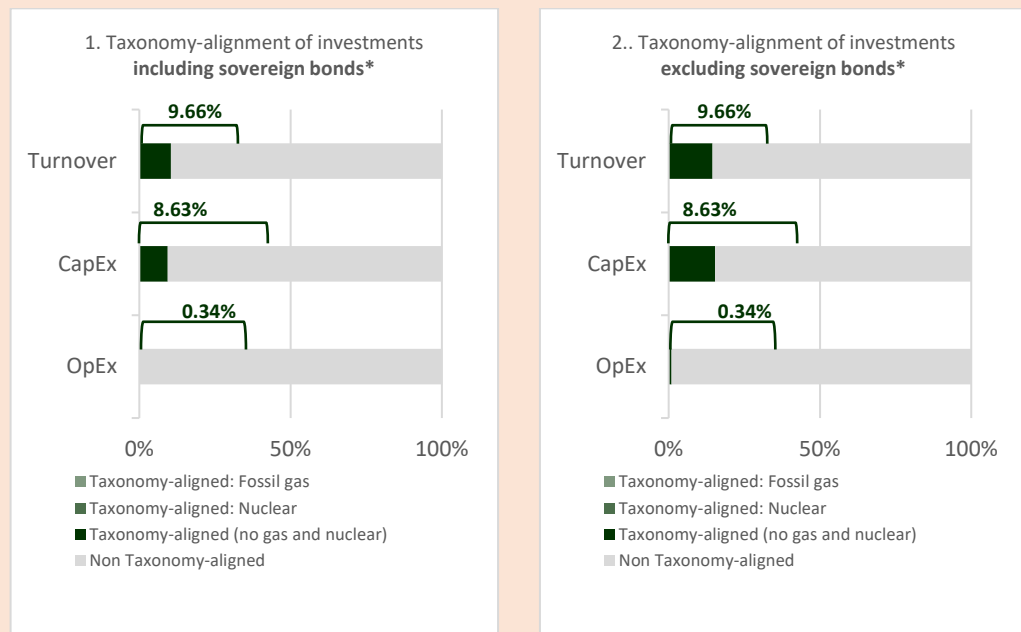 1. Taxonomy-alignment of investments
including sovereign bonds*
9.66%
Turnover
8.63%
CapEx
0.34%
OpEx
0% 50% 100%
Taxonomy-aligned: Fossil gas
Taxonomy-aligned: Nuclear
Taxonomy-aligned (no gas and nuclear)
Non Taxonomy-aligned
2.. Taxonomy-alignment of investments
excluding sovereign bonds*
9.66%
Turnover
8.63%
CapEx
0.34%
OpEx
0% 50% 100%
Taxonomy-aligned: Fossil gas
Taxonomy-aligned: Nuclear
Taxonomy-aligned (no gas and nuclear)
Non Taxonomy-aligned